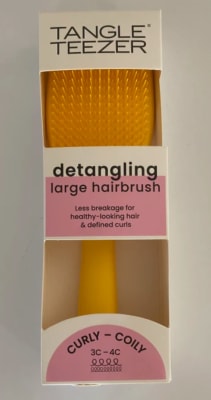 TANGLE
TEEZER®
detangling
large hairbrush
Less breakage for
healthy-looking hair
& defined curls
CURLY – COILY
3C – 4C